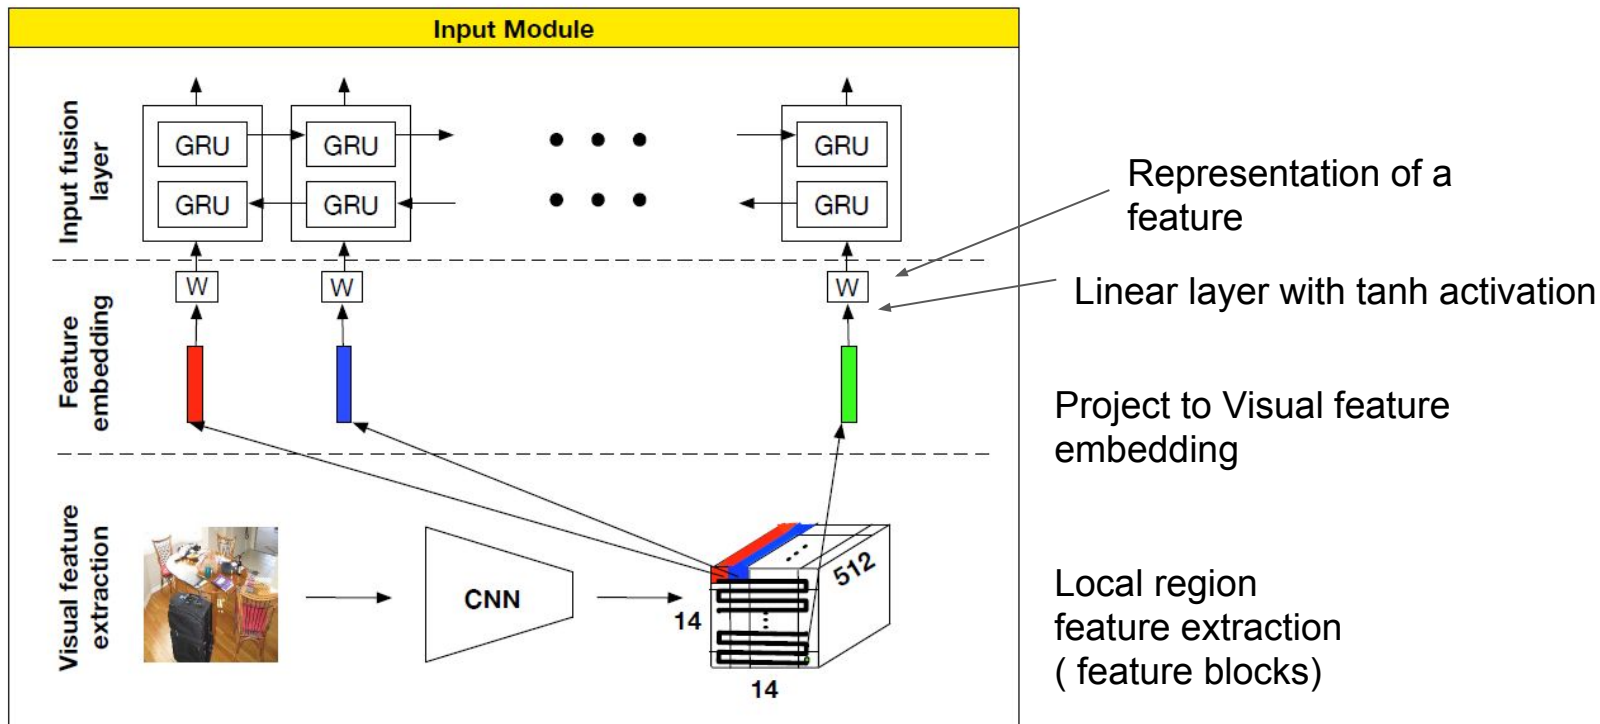 Input Module
Input fusion
layer
GRU
GRU
GRU
GRU
GRU
GRU
Representation of a
feature
W
W
W
Linear layer with tanh activation
Feature
embedding
Project to Visual feature
embedding
Visual feature
extraction
CNN
512
14
14
Local region
feature extraction
( feature blocks)